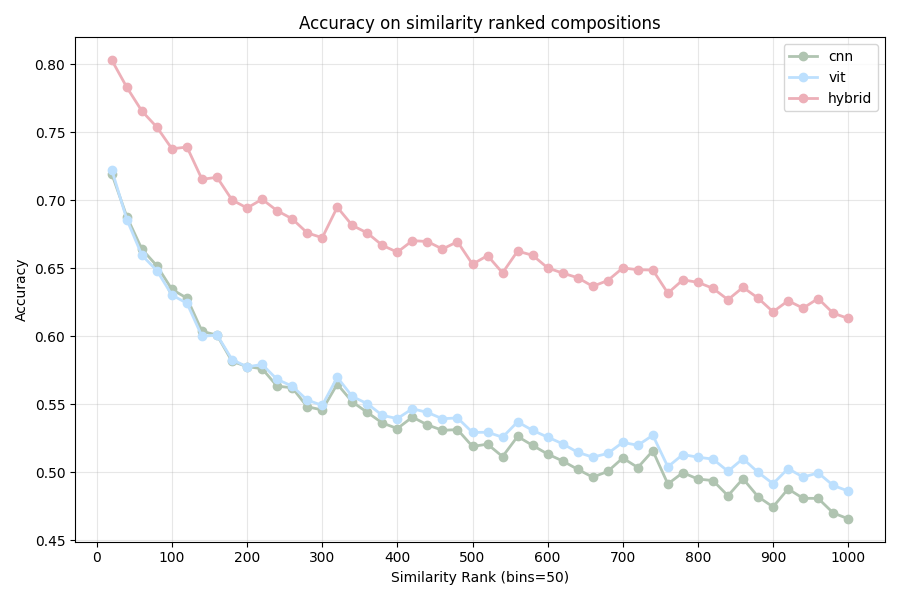 Accuracy on similarity ranked compositions
cnn
vit
hybrid
0.80
0.75
0.70
0.65
0.60
0.55
0.50
0.45
Accuracy
0 100 200 300 400 500 600 700 800 900 1000
Similarity Rank (bins=50)